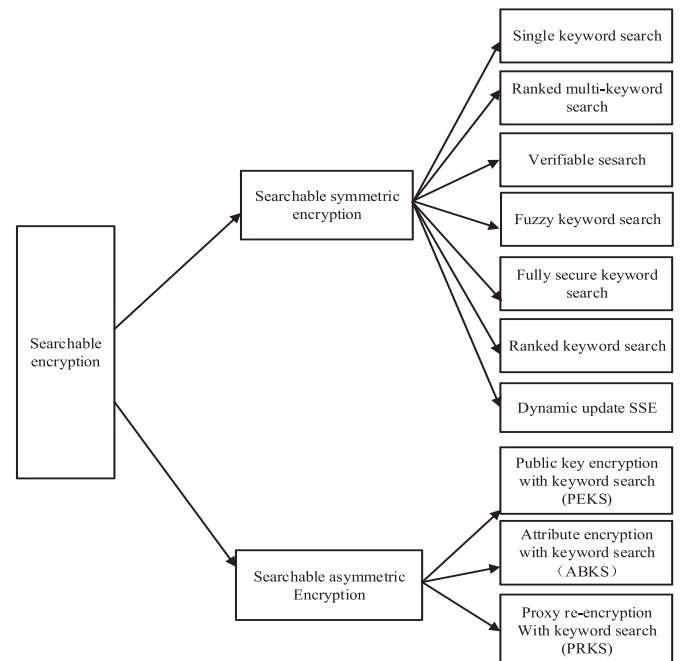 Single keyword search
Ranked multi-keyword
search
Verifiable sesarch
Searchable symmetric
encryption
Fuzzy keyword search
Fully secure keyword
search
Searchable
encryption
Ranked keyword search
Dynamic update SSE
Public key encryption
with keyword search
(PEKS)
Attribute encryption
with keyword search
（ABKS）
Searchable asymmetric
Encryption
Proxy re-encryption
With keyword search
(PRKS)